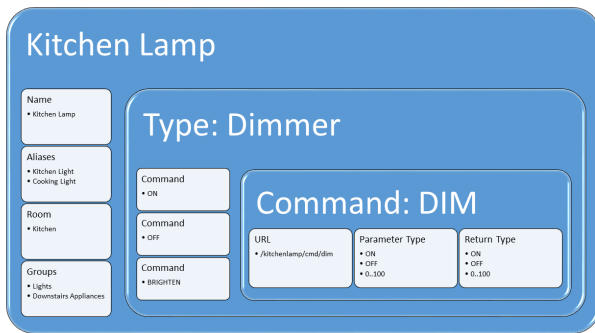 Kitchen Lamp
Name
• Kitchen Lamp
Aliases
• Kitchen Light
• Cooking Light
Room
• Kitchen
Groups
• Lights
• Downstairs Appliances
Type: Dimmer
Command
• ON
Command
• OFF
Command
• BRIGHTEN
Command: DIM
URL
• /kitchenlamp/cmd/dim
Parameter Type
• ON
• OFF
• 0..100
Return Type
• ON
• OFF
• 0..100